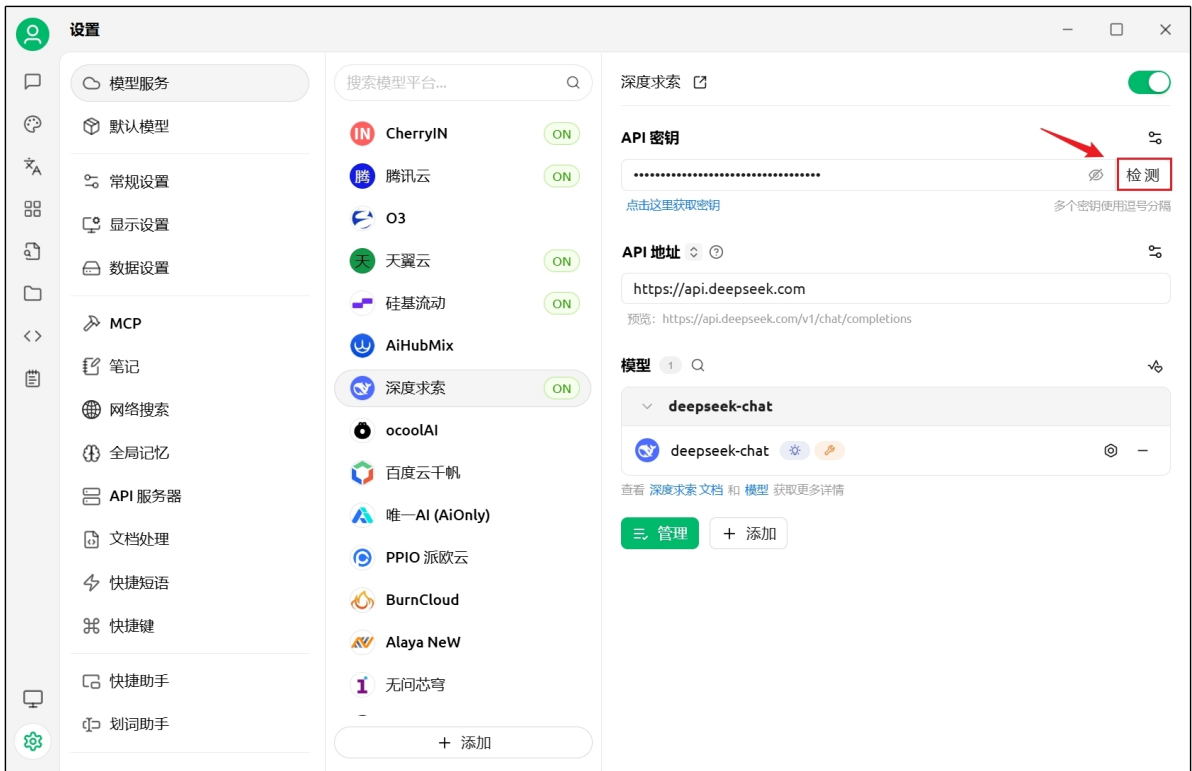 设置
模型服务
默认模型
常规设置
显示设置
数据设置
MCP
笔记
网络搜索
全局记忆
API 服务器
文档处理
快捷短语
快捷键
快捷助手
划词助手
搜索模型平台...
IN CherryIN ON
腾 腾讯云 ON
O3
天 天翼云 ON
硅基流动 ON
AiHubMix
深度求索 ON
ocoolAI
百度云千帆
唯一AI (AiOnly)
PPIO 派欧云
BurnCloud
Alaya NeW
无问芯穹
+ 添加
深度求索
API 密钥
••••••••••••••••••••••••••••••••••• 检测
点击这里获取密钥 多个密钥使用逗号分隔
API 地址
https://api.deepseek.com
预览：https://api.deepseek.com/v1/chat/completions
模型 1
deepseek-chat
deepseek-chat
查看 深度求索 文档 和 模型 获取更多详情
管理 + 添加